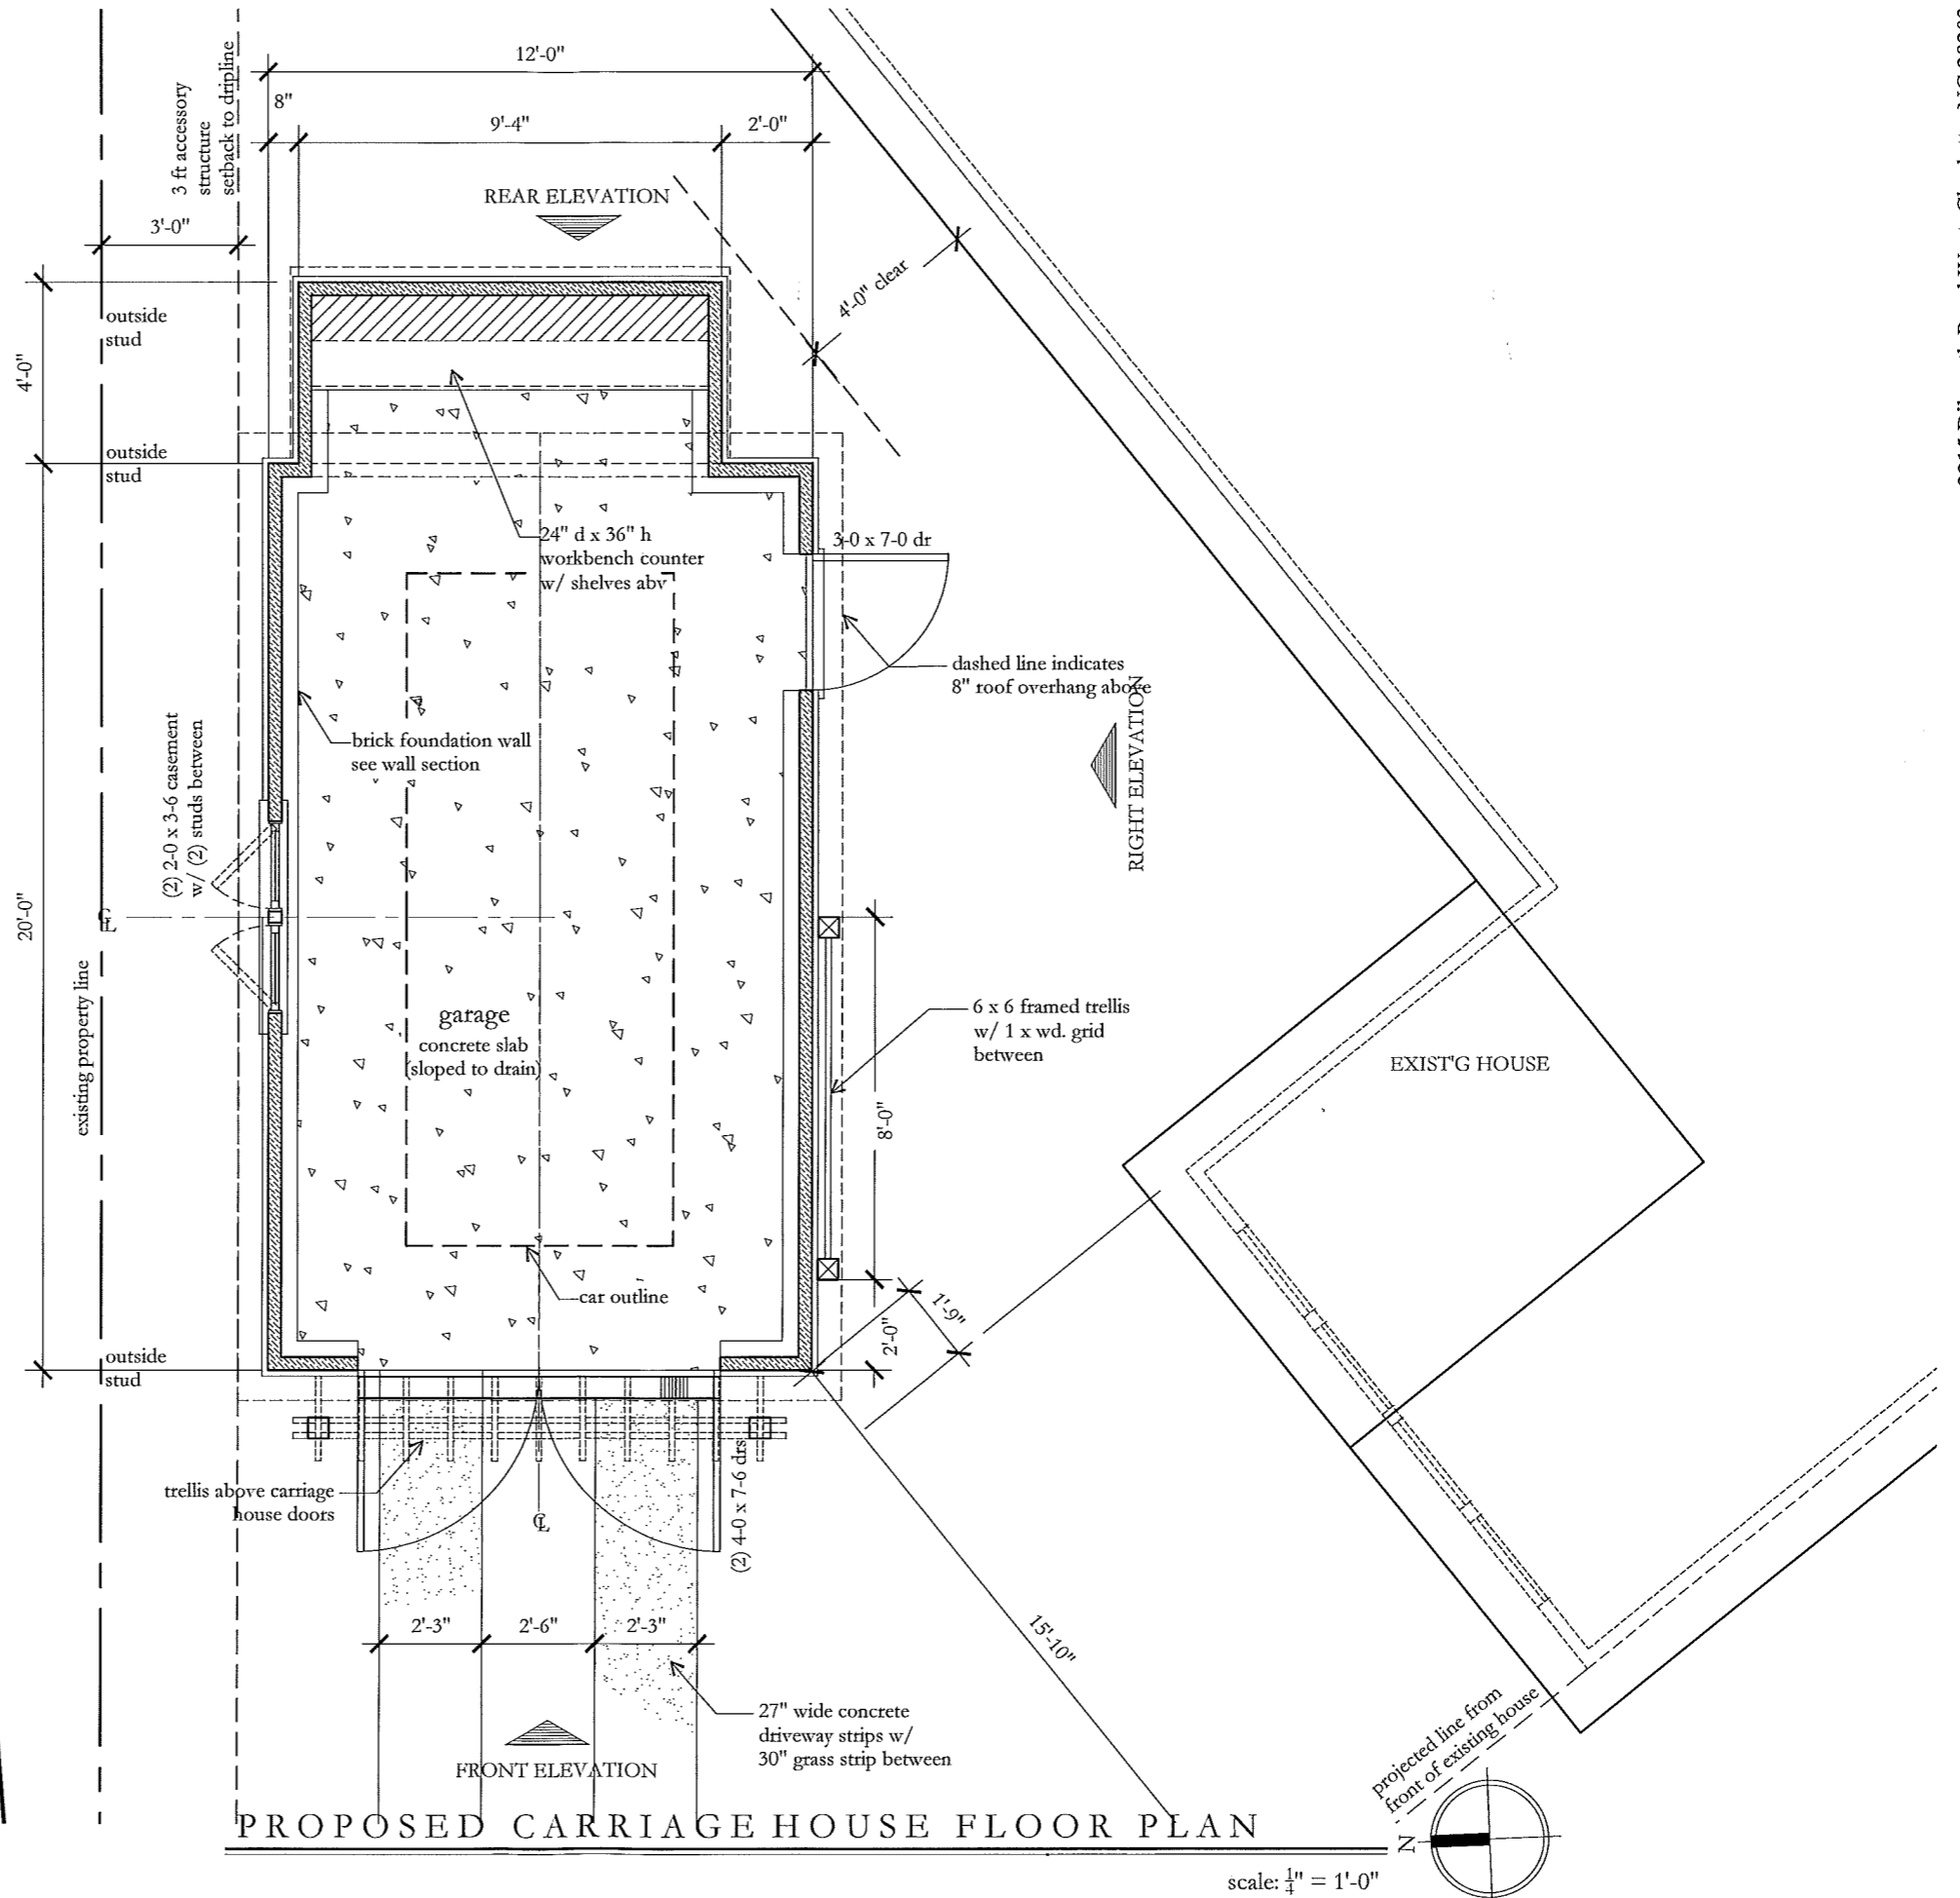 12'-0"
8"
9'-4"
2'-0"
3 ft accessory
structure
setback to dripline
3'-0"
REAR ELEVATION
4'-0" clear
outside
stud
4'-0"
outside
stud
24" d x 36" h
workbench counter
w/ shelves abv
3-0 x 7-0 dr
dashed line indicates
8" roof overhang above
brick foundation wall
see wall section
(2) 2-0 x 3-6 casement
w/ (2) studs between
RIGHT ELEVATION
20'-0"
CL
existing property line
garage
concrete slab
(sloped to drain)
6 x 6 framed trellis
w/ 1 x wd. grid
between
8'-0"
EXIST'G HOUSE
car outline
1'-9"
2'-0"
outside
stud
trellis above carriage
house doors
CL
(2) 4-0 x 7-6 drs
2'-3"
2'-6"
2'-3"
15'-10"
27" wide concrete
driveway strips w/
30" grass strip between
FRONT ELEVATION
projected line from
front of existing house
PROPOSED CARRIAGE HOUSE FLOOR PLAN
N
scale: 1/4" = 1'-0"